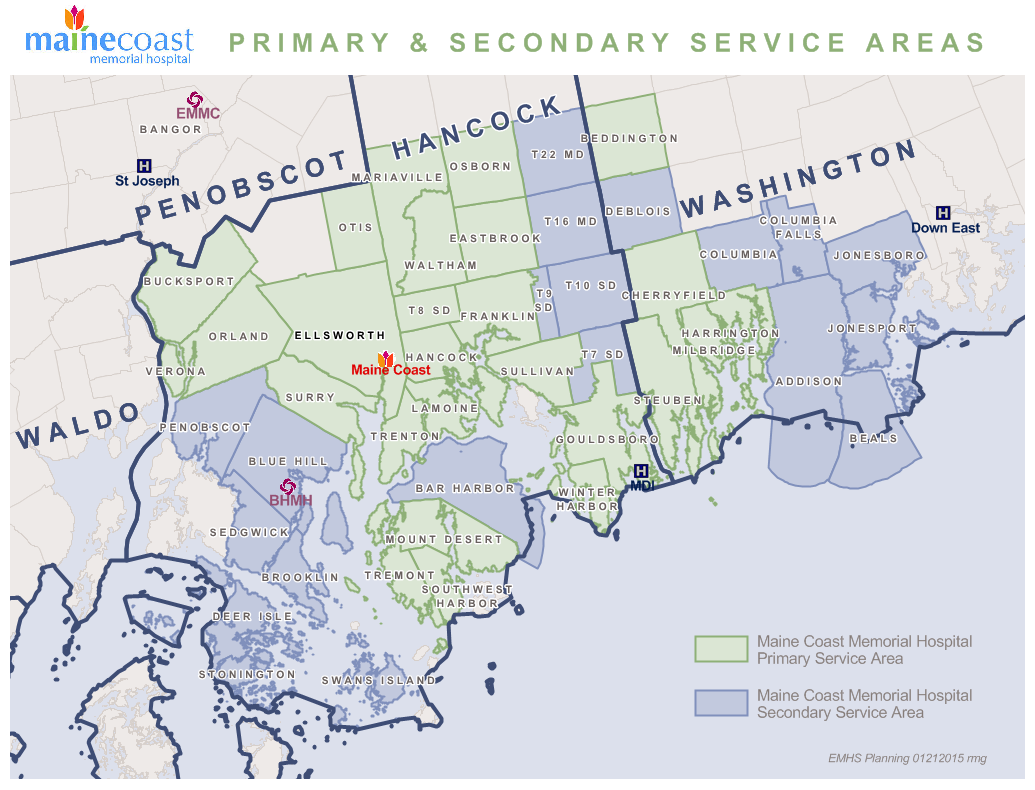 mainecoast
memorial hospital
PRIMARY & SECONDARY SERVICE AREAS
EMMC
BANGOR
St Joseph
PENOBSCOT
HANCOCK
WASHINGTON
WALDO
Down East
BEDDINGTON
T22 MD
OSBORN
MARIAVILLE
OTIS
EASTBROOK
T16 MD
DEBLOIS
COLUMBIA
FALLS
COLUMBIA
JONESBORO
BUCKSPORT
WALTHAM
T10 SD
T9
SD
CHERRYFIELD
T8 SD
FRANKLIN
ORLAND
ELLSWORTH
HARRINGTON
MILBRIDGE
JONESPORT
HANCOCK
T7 SD
Maine Coast
VERONA
SULLIVAN
ADDISON
SURRY
LAMOINE
STEUBEN
PENOBSCOT
TRENTON
GOULDSBORO
BEALS
BLUE HILL
BHMH
BAR HARBOR
MDI
WINTER
HARBOR
SEDGWICK
MOUNT DESERT
BROOKLIN
TREMONT
SOUTHWEST
HARBOR
DEER ISLE
STONINGTON
SWANS ISLAND
Maine Coast Memorial Hospital
Primary Service Area
Maine Coast Memorial Hospital
Secondary Service Area
EMHS Planning 01212015 rmg